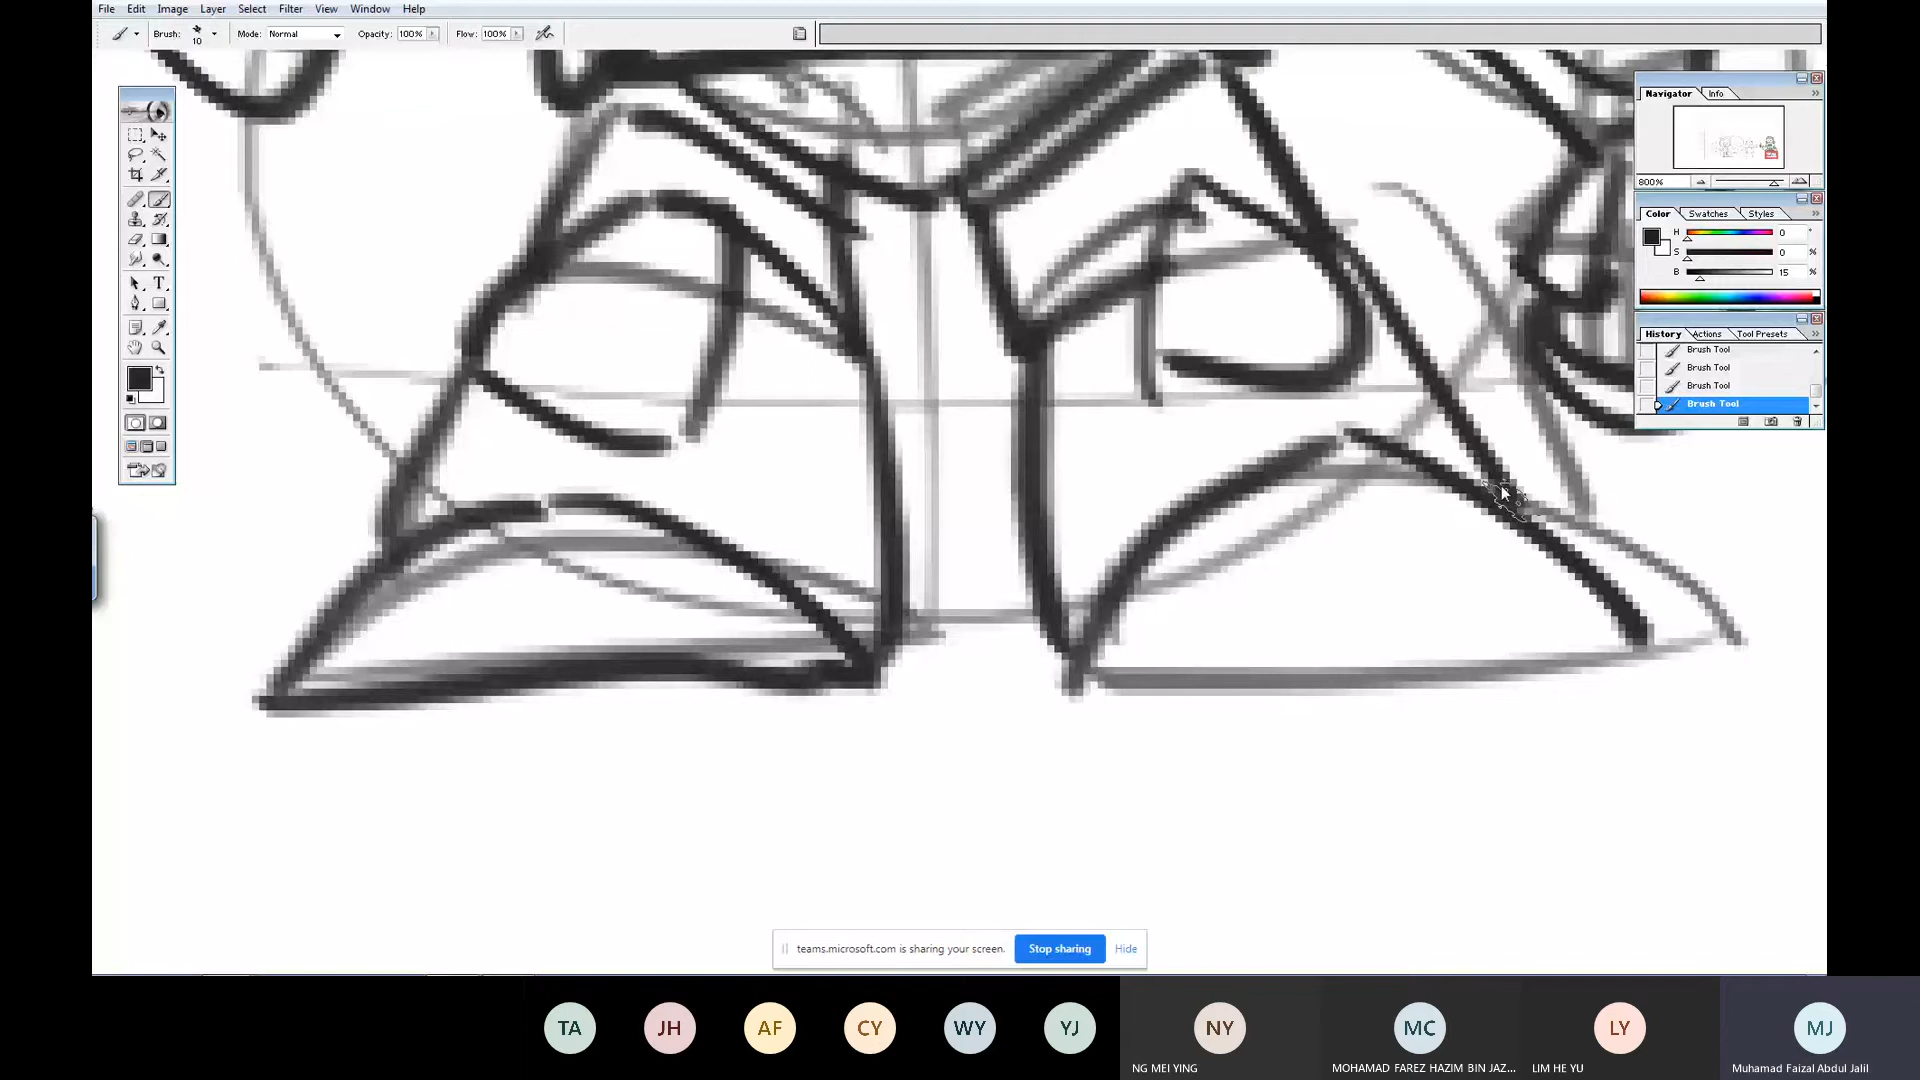 File Edit Image Layer Select Filter View Window Help
Brush: 10 Mode: Normal Opacity: 100% Flow: 100%
Navigator Info
800%
Color Swatches Styles
H 0 °
S 0 %
B 15 %
History Actions Tool Presets
Brush Tool
Brush Tool
Brush Tool
Brush Tool
teams.microsoft.com is sharing your screen. Stop sharing Hide
TA JH AF CY WY YJ NY MC LY MJ
NG MEI YING MOHAMAD FAREZ HAZIM BIN JAZ... LIM HE YU Muhamad Faizal Abdul Jalil